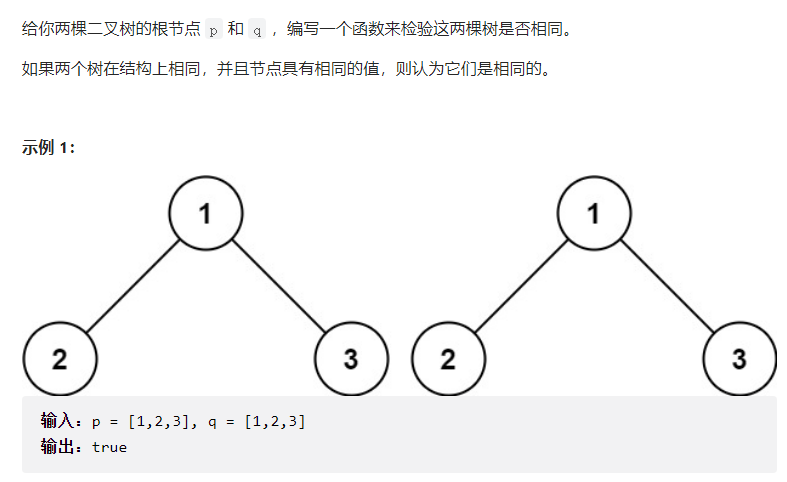 给你两棵二叉树的根节点 p 和 q ，编写一个函数来检验这两棵树是否相同。
如果两个树在结构上相同，并且节点具有相同的值，则认为它们是相同的。
示例 1：
1 1
2 3 2 3
输入：p = [1,2,3], q = [1,2,3]
输出：true